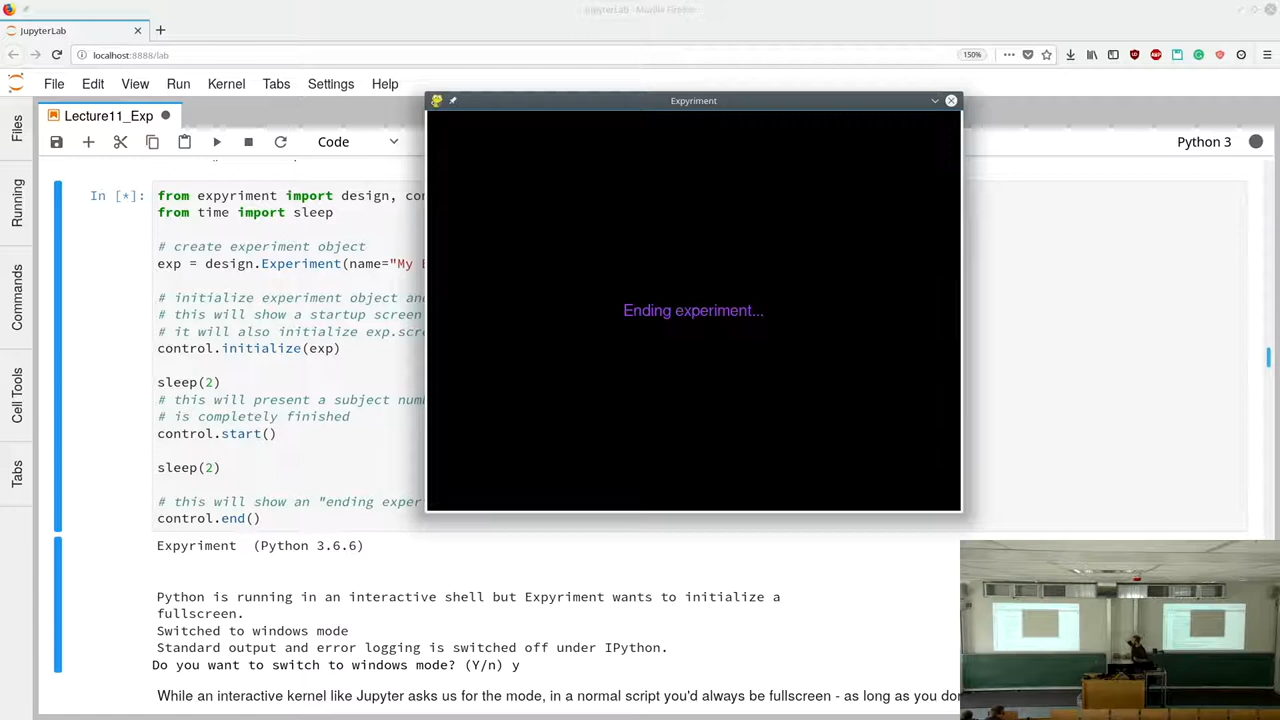 JupyterLab - Mozilla Firefox
JupyterLab
localhost:8888/lab
150%
File Edit View Run Kernel Tabs Settings Help
Files
Running
Commands
Cell Tools
Tabs
Lecture11_Exp
Code
Python 3
In [*]:
from expyriment import design, con
from time import sleep
# create experiment object
exp = design.Experiment(name="My
# initialize experiment object and
# this will show a startup screen
# it will also initialize exp.scre
control.initialize(exp)
sleep(2)
# this will present a subject num
# is completely finished
control.start()
sleep(2)
# this will show an "ending exper
control.end()
Expyriment
Ending experiment...
Expyriment (Python 3.6.6)
Python is running in an interactive shell but Expyriment wants to initialize a
fullscreen.
Switched to windows mode
Standard output and error logging is switched off under IPython.
Do you want to switch to windows mode? (Y/n) y
While an interactive kernel like Jupyter asks us for the mode, in a normal script you'd always be fullscreen - as long as you don